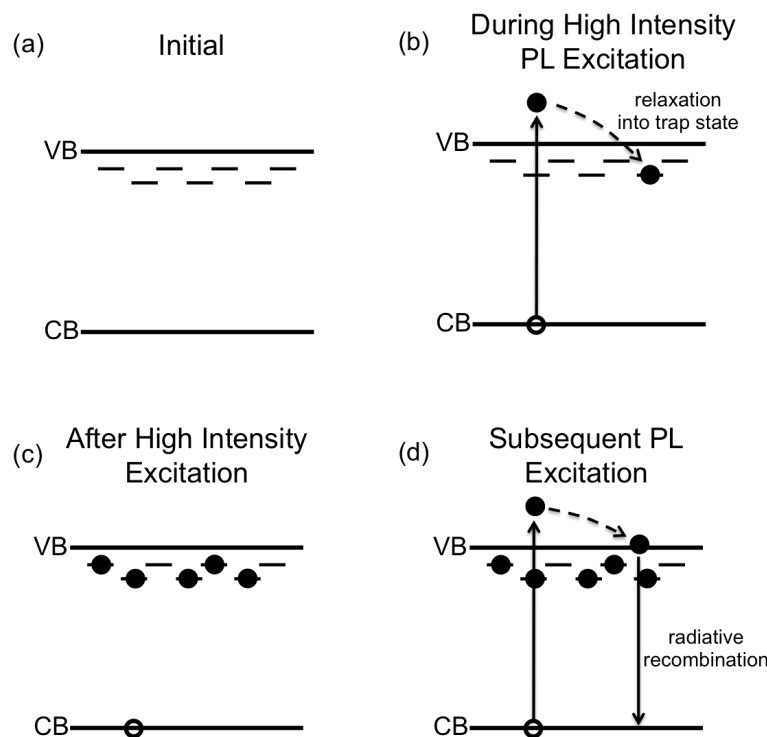 (a)
Initial
VB
CB
(b)
During High Intensity
PL Excitation
relaxation
into trap state
VB
CB
(c)
After High Intensity
Excitation
VB
CB
(d)
Subsequent PL
Excitation
VB
radiative
recombination
CB